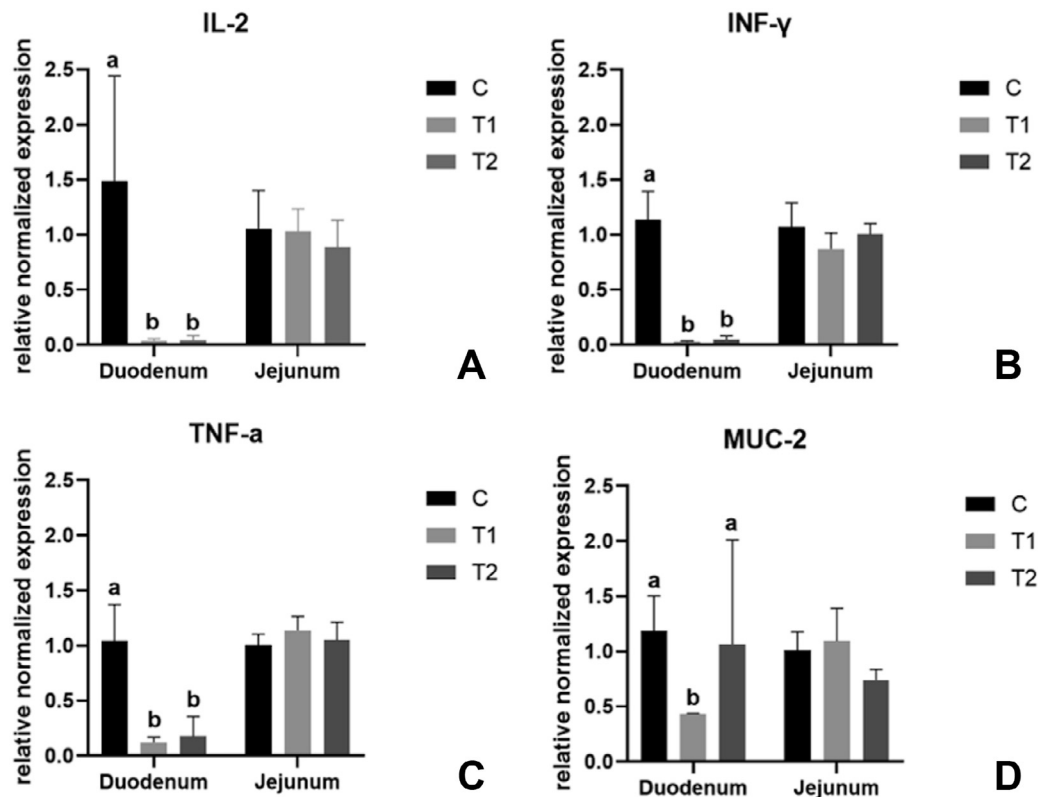 IL-2
relative normalized expression
2.5
2.0
1.5
1.0
0.5
0.0
a
b b
Duodenum Jejunum
C
T1
T2
A
INF-γ
relative normalized expression
2.5
2.0
1.5
1.0
0.5
0.0
a
b b
Duodenum Jejunum
C
T1
T2
B
TNF-a
relative normalized expression
2.5
2.0
1.5
1.0
0.5
0.0
a
b b
Duodenum Jejunum
C
T1
T2
C
MUC-2
relative normalized expression
2.5
2.0
1.5
1.0
0.5
0.0
a
b
a
Duodenum Jejunum
C
T1
T2
D